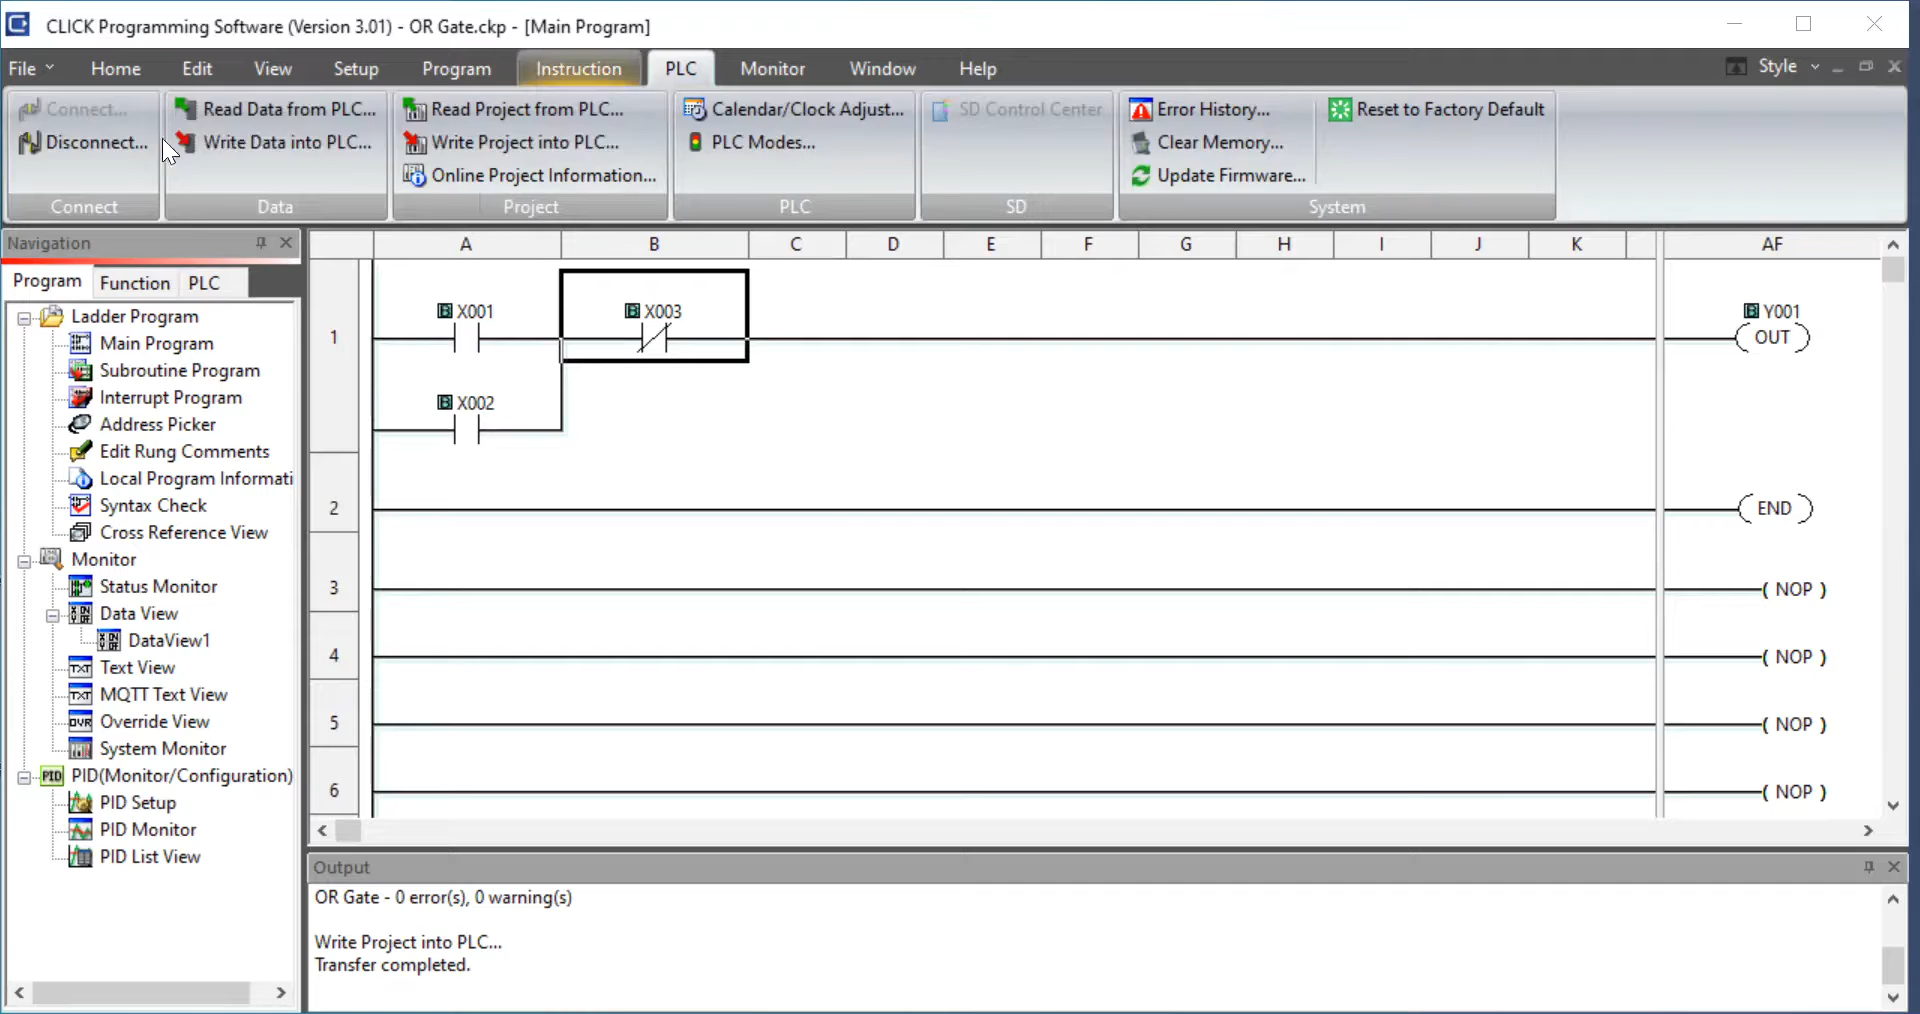 CLICK Programming Software (Version 3.01) - OR Gate.ckp - [Main Program]
File Home Edit View Setup Program Instruction PLC Monitor Window Help Style
Connect... Read Data from PLC... Read Project from PLC... Calendar/Clock Adjust... SD Control Center Error History... Reset to Factory Default
Disconnect... Write Data into PLC... Write Project into PLC... PLC Modes... Clear Memory...
Online Project Information... Update Firmware...
Connect Data Project PLC SD System
Navigation
Program Function PLC
Ladder Program
Main Program
Subroutine Program
Interrupt Program
Address Picker
Edit Rung Comments
Local Program Informati
Syntax Check
Cross Reference View
Monitor
Status Monitor
Data View
DataView1
TXT Text View
TXT MQTT Text View
OVR Override View
System Monitor
PID PID(Monitor/Configuration)
PID Setup
PID Monitor
PID List View
A B C D E F G H I J K AF
B X001 B X003 B Y001
1 OUT
B X002
2 END
3 ( NOP )
4 ( NOP )
5 ( NOP )
6 ( NOP )
Output
OR Gate - 0 error(s), 0 warning(s)
Write Project into PLC...
Transfer completed.